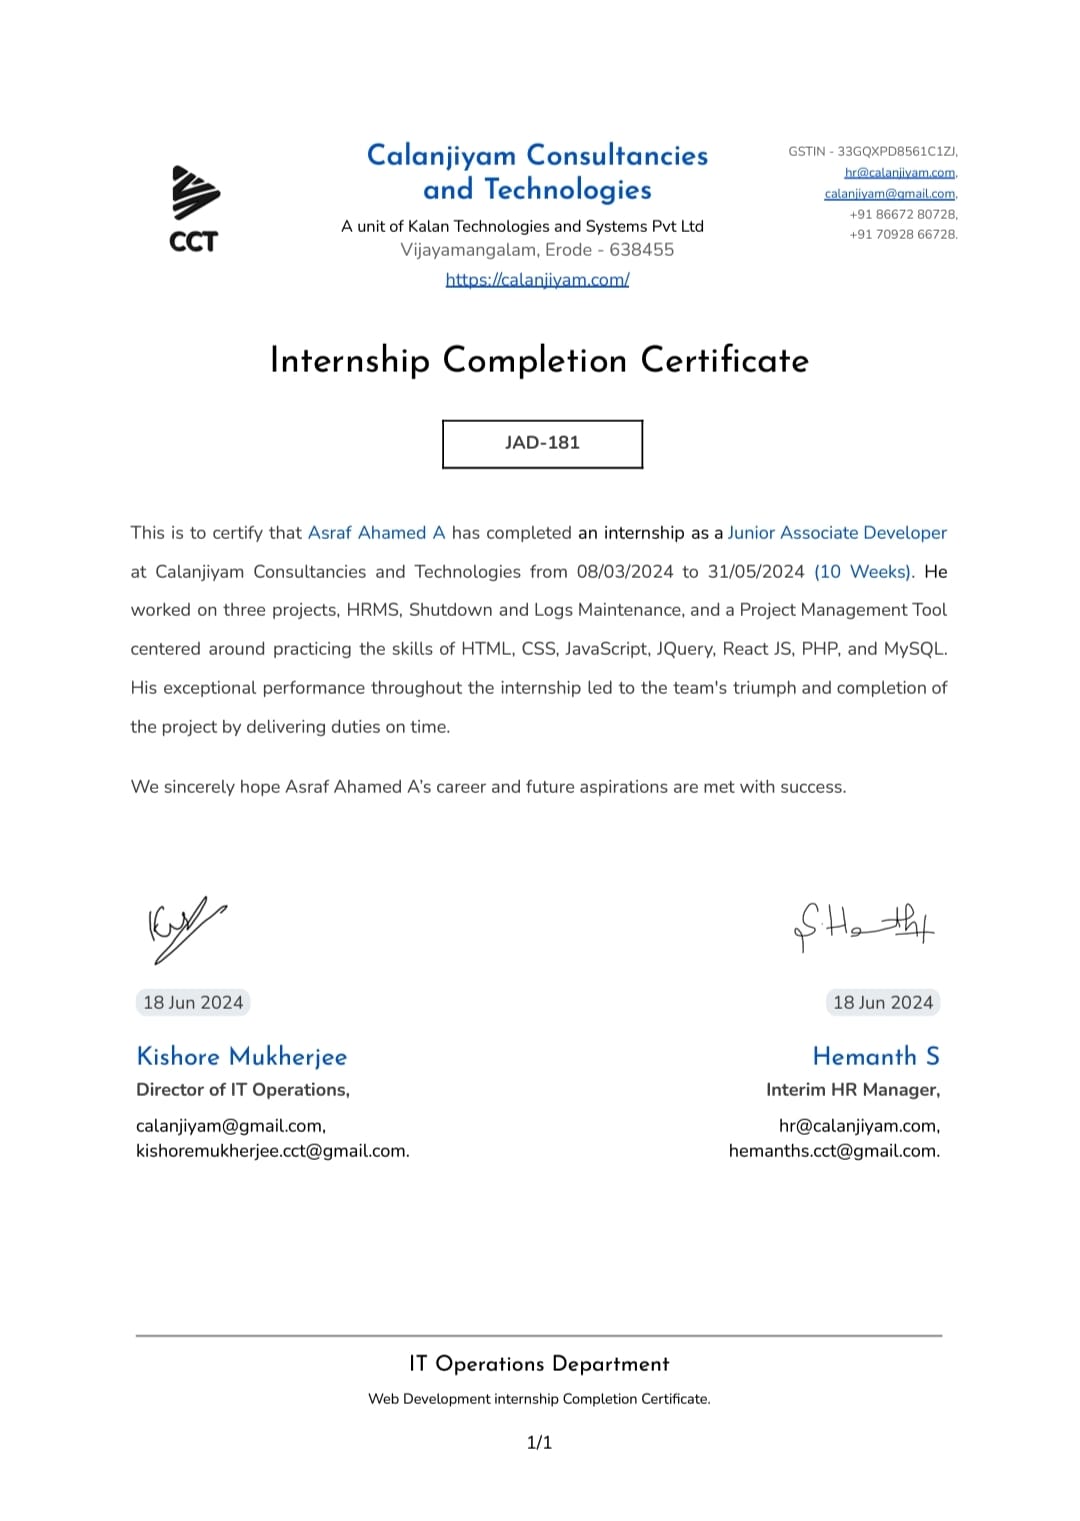 CCT
Calanjiyam Consultancies
and Technologies
A unit of Kalan Technologies and Systems Pvt Ltd
Vijayamangalam, Erode - 638455
https://calanjiyam.com/
GSTIN - 33GQXPD8561C1ZJ,
hr@calanjiyam.com,
calanjiyam@gmail.com,
+91 86672 80728,
+91 70928 66728.
Internship Completion Certificate
JAD-181
This is to certify that Asraf Ahamed A has completed an internship as a Junior Associate Developer
at Calanjiyam Consultancies and Technologies from 08/03/2024 to 31/05/2024 (10 Weeks). He
worked on three projects, HRMS, Shutdown and Logs Maintenance, and a Project Management Tool
centered around practicing the skills of HTML, CSS, JavaScript, JQuery, React JS, PHP, and MySQL.
His exceptional performance throughout the internship led to the team's triumph and completion of
the project by delivering duties on time.
We sincerely hope Asraf Ahamed A's career and future aspirations are met with success.
S.Hemanth
18 Jun 2024
18 Jun 2024
Kishore Mukherjee
Hemanth S
Director of IT Operations,
Interim HR Manager,
calanjiyam@gmail.com,
hr@calanjiyam.com,
kishoremukherjee.cct@gmail.com.
hemanths.cct@gmail.com.
IT Operations Department
Web Development internship Completion Certificate.
1/1